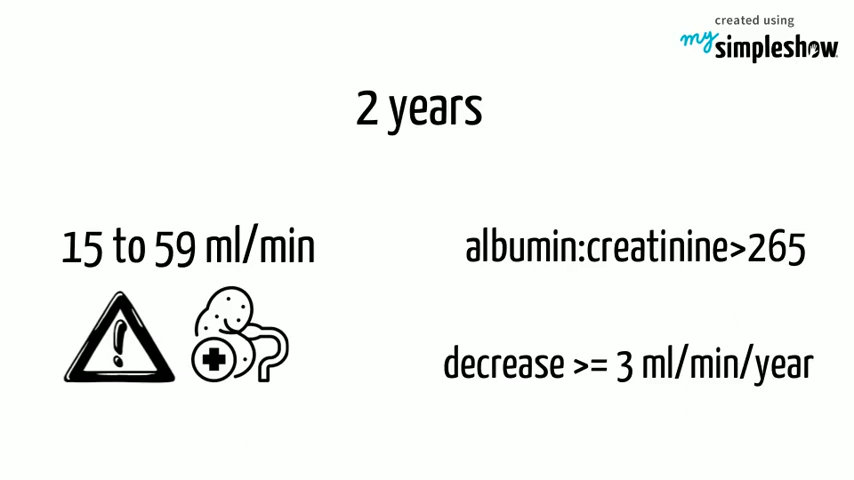 created using
my simpleshow
2 years
15 to 59 ml/min
albumin:creatinine>265
decrease >= 3 ml/min/year